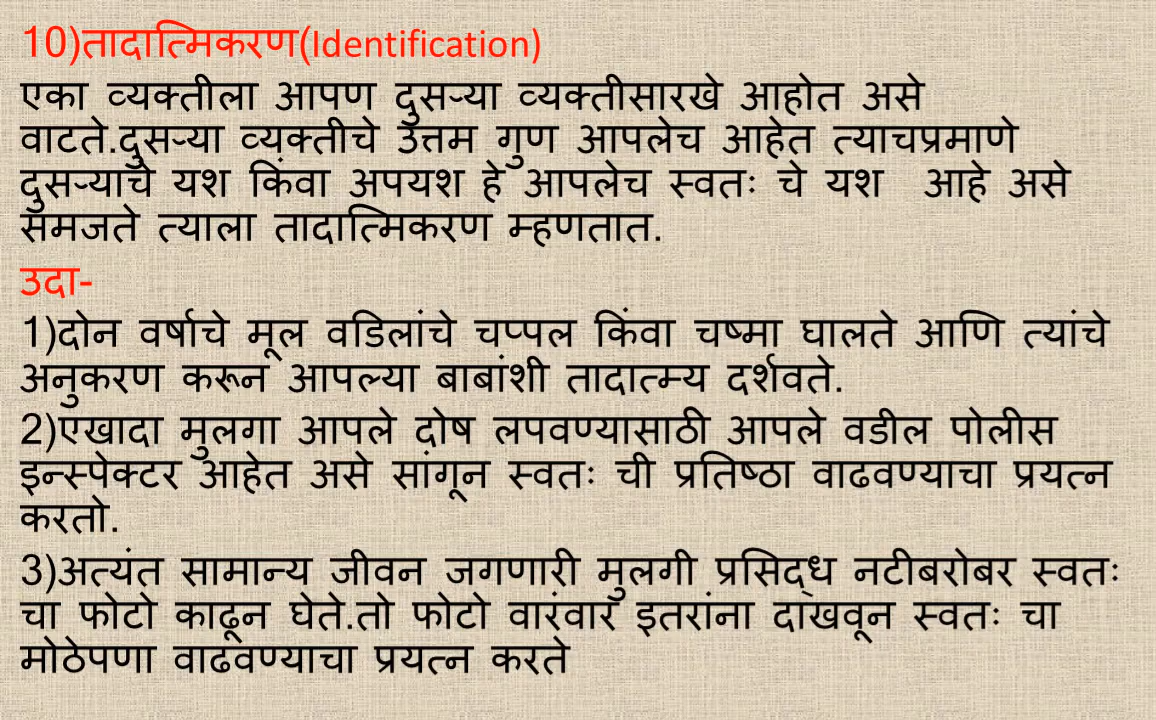 10)तादात्मिकरण(Identification)
एका व्यक्तीला आपण दुसऱ्या व्यक्तीसारखे आहोत असे
वाटते.दुसऱ्या व्यक्तीचे उत्तम गुण आपलेच आहेत त्याचप्रमाणे
दुसऱ्याचे यश किंवा अपयश हे आपलेच स्वतः चे यश आहे असे
समजते त्याला तादात्मिकरण म्हणतात.
उदा-
1)दोन वर्षाचे मूल वडिलांचे चप्पल किंवा चष्मा घालते आणि त्यांचे
अनुकरण करून आपल्या बाबांशी तादात्म्य दर्शवते.
2)एखादा मुलगा आपले दोष लपवण्यासाठी आपले वडील पोलीस
इन्स्पेक्टर आहेत असे सांगून स्वतः ची प्रतिष्ठा वाढवण्याचा प्रयत्न
करतो.
3)अत्यंत सामान्य जीवन जगणारी मुलगी प्रसिद्ध नटीबरोबर स्वतः
चा फोटो काढून घेते.तो फोटो वारंवार इतरांना दाखवून स्वतः चा
मोठेपणा वाढवण्याचा प्रयत्न करते